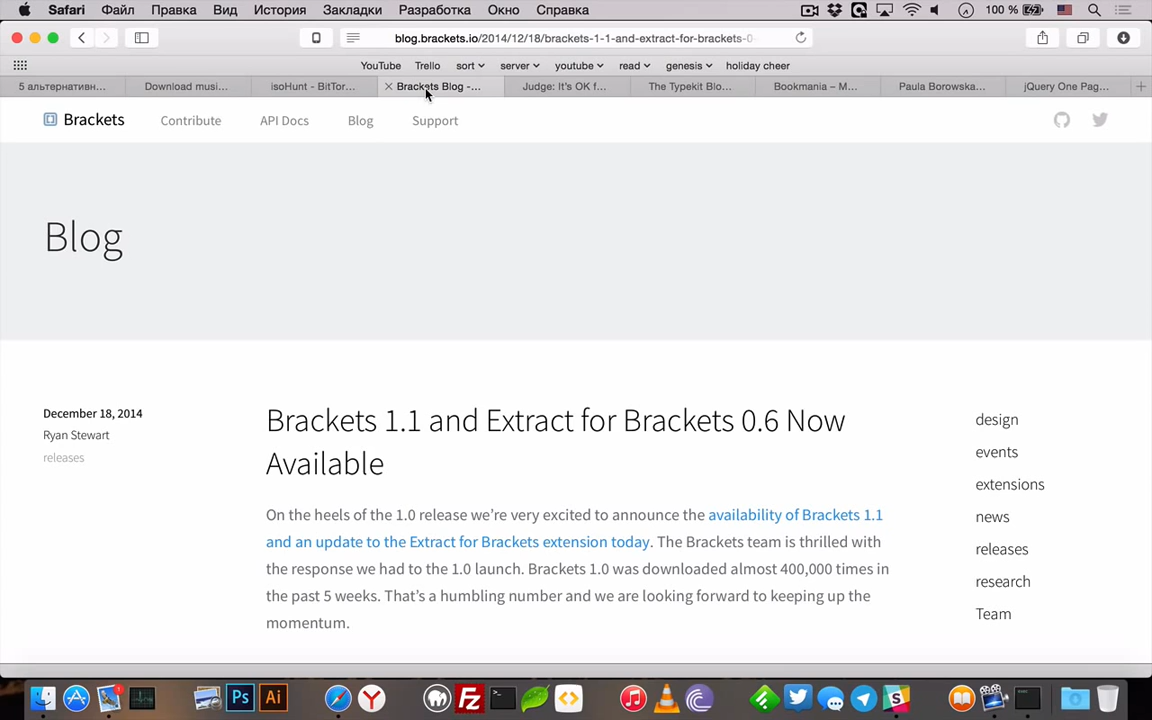 Safari Файл Правка Вид История Закладки Разработка Окно Справка 100 %
blog.brackets.io/2014/12/18/brackets-1-1-and-extract-for-brackets-0
YouTube Trello sort server youtube read genesis holiday cheer
5 альтернативн... Download musi... isoHunt - BitTor... Brackets Blog -... Judge: It's OK f... The Typekit Blo... Bookmania – M... Paula Borowska... jQuery One Pag...
Brackets Contribute API Docs Blog Support
Blog
December 18, 2014
Ryan Stewart
releases
Brackets 1.1 and Extract for Brackets 0.6 Now
Available
On the heels of the 1.0 release we’re very excited to announce the availability of Brackets 1.1
and an update to the Extract for Brackets extension today. The Brackets team is thrilled with
the response we had to the 1.0 launch. Brackets 1.0 was downloaded almost 400,000 times in
the past 5 weeks. That’s a humbling number and we are looking forward to keeping up the
momentum.
design
events
extensions
news
releases
research
Team
Ps Ai Fz